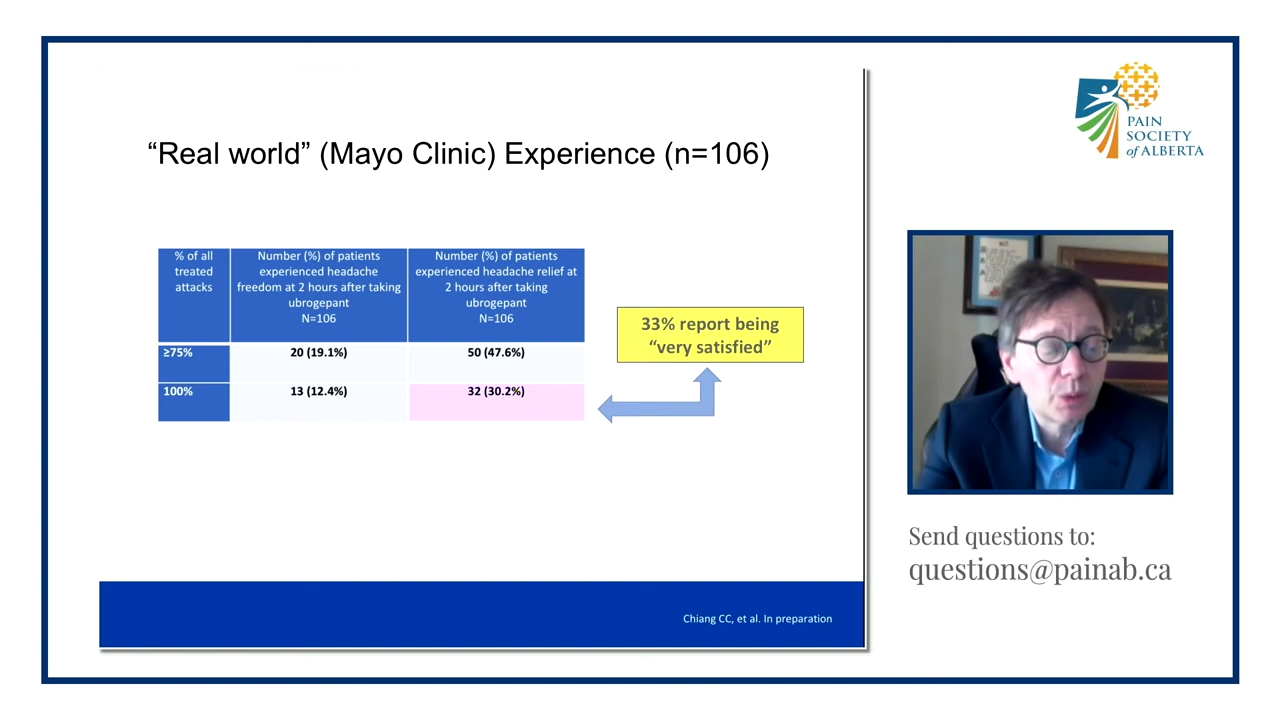 “Real world” (Mayo Clinic) Experience (n=106)
% of all
treated
attacks
Number (%) of patients
experienced headache
freedom at 2 hours after taking
ubrogepant
N=106
Number (%) of patients
experienced headache relief at
2 hours after taking
ubrogepant
N=106
≥75%
20 (19.1%)
50 (47.6%)
100%
13 (12.4%)
32 (30.2%)
33% report being
“very satisfied”
Chiang CC, et al. In preparation
PAIN
SOCIETY
of ALBERTA
Send questions to:
questions@painab.ca